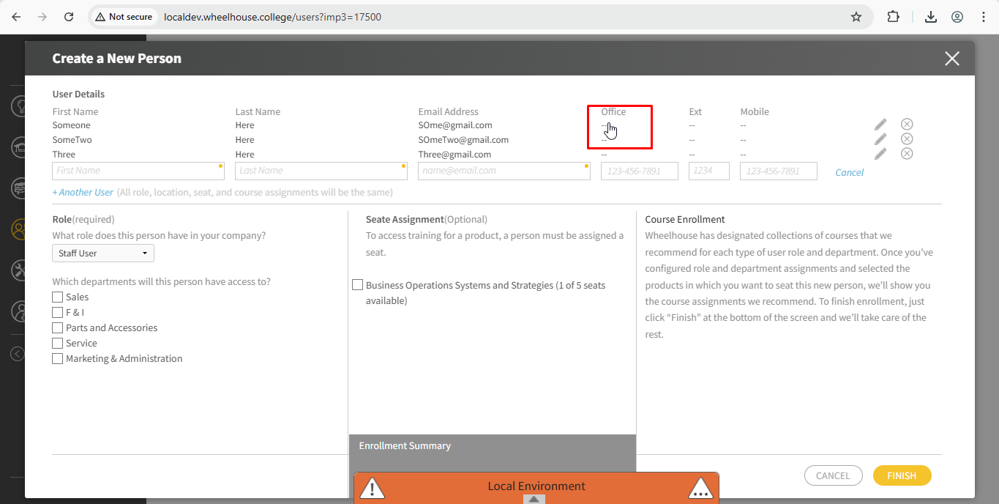 Not secure localdev.wheelhouse.college/users?imp3=17500
Create a New Person
User Details
First Name Last Name Email Address Office Ext Mobile
Someone Here SOme@gmail.com -- -- --
SomeTwo Here SOmeTwo@gmail.com -- -- --
Three Here Three@gmail.com -- -- --
First Name Last Name name@email.com 123-456-7891 1234 123-456-7891 Cancel
+ Another User (All role, location, seat, and course assignments will be the same)
Role(required)
What role does this person have in your company?
Staff User
Which departments will this person have access to?
Sales
F & I
Parts and Accessories
Service
Marketing & Administration
Seate Assignment(Optional)
To access training for a product, a person must be assigned a
seat.
Business Operations Systems and Strategies (1 of 5 seats
available)
Enrollment Summary
Course Enrollment
Wheelhouse has designated collections of courses that we
recommend for each type of user role and department. Once you’ve
configured role and department assignments and selected the
products in which you want to seat this new person, we’ll show you
the course assignments we recommend. To finish enrollment, just
click “Finish” at the bottom of the screen and we’ll take care of the
rest.
CANCEL FINISH
Local Environment